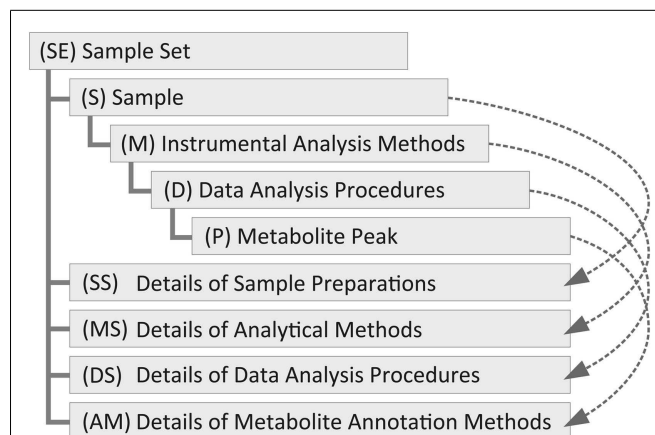 (SE) Sample Set
(S) Sample
(M) Instrumental Analysis Methods
(D) Data Analysis Procedures
(P) Metabolite Peak
(SS) Details of Sample Preparations
(MS) Details of Analytical Methods
(DS) Details of Data Analysis Procedures
(AM) Details of Metabolite Annotation Methods